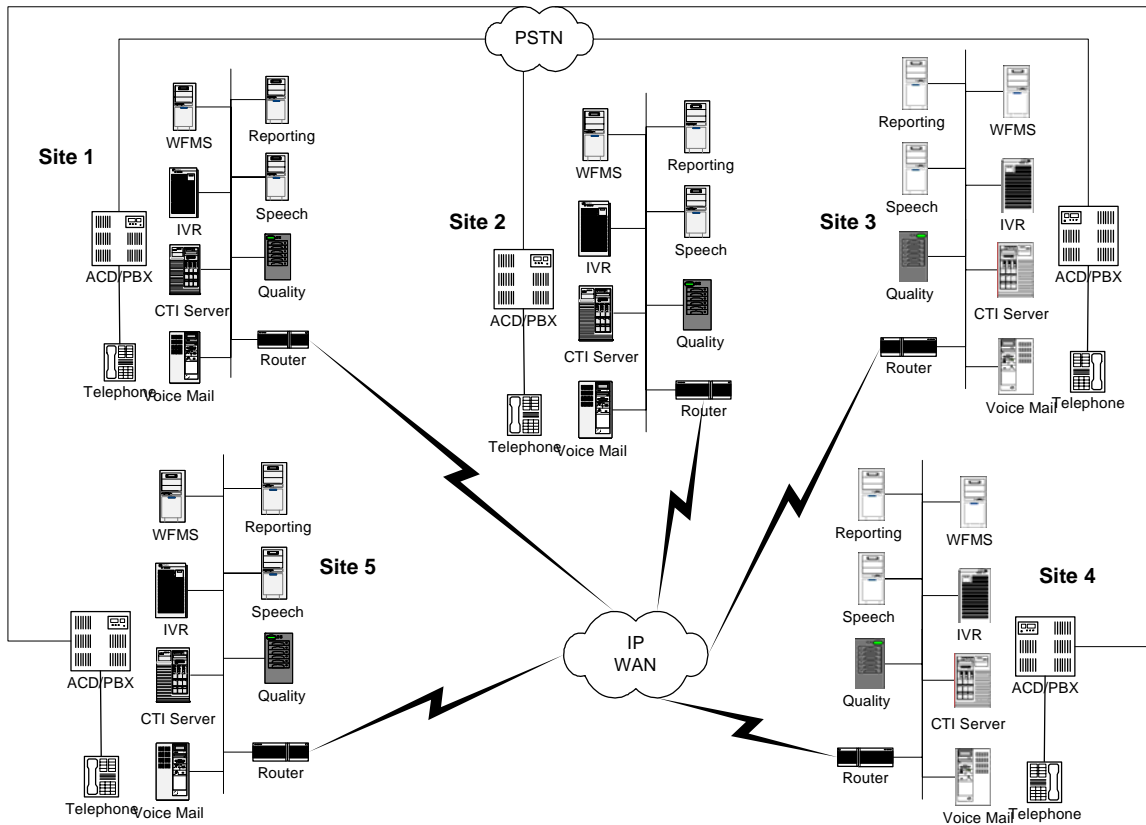 PSTN
Site 1
WFMS
Reporting
IVR
Speech
ACD/PBX
CTI Server
Quality
Telephone
Voice Mail
Router
Site 2
WFMS
Reporting
IVR
Speech
ACD/PBX
CTI Server
Quality
Telephone
Voice Mail
Router
Site 3
Reporting
WFMS
Speech
IVR
Quality
CTI Server
ACD/PBX
Router
Voice Mail
Telephone
Site 5
WFMS
Reporting
IVR
Speech
ACD/PBX
CTI Server
Quality
Telephone
Voice Mail
Router
IP
WAN
Site 4
Reporting
WFMS
Speech
IVR
Quality
CTI Server
ACD/PBX
Router
Voice Mail
Telephone